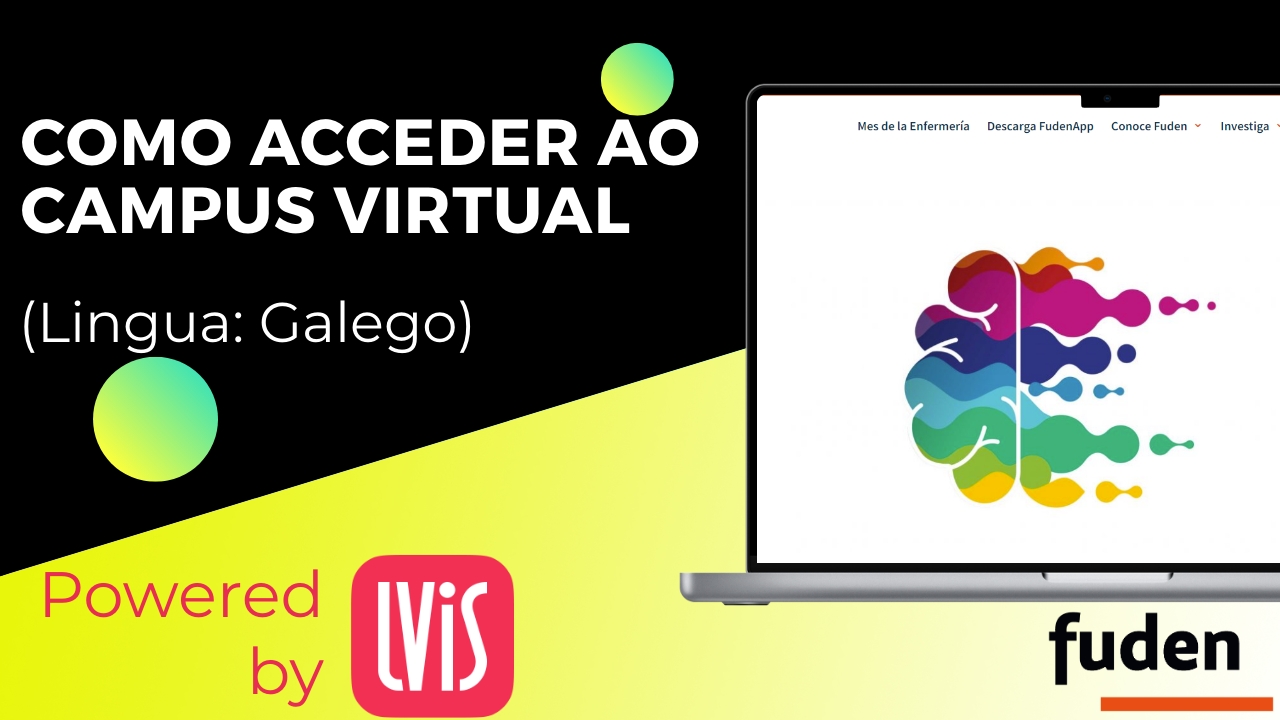 COMO ACCEDER AO
CAMPUS VIRTUAL
(Lingua: Galego)
Mes de la Enfermería Descarga FudenApp Conoce Fuden Investiga
Powered
by
LViS
fuden